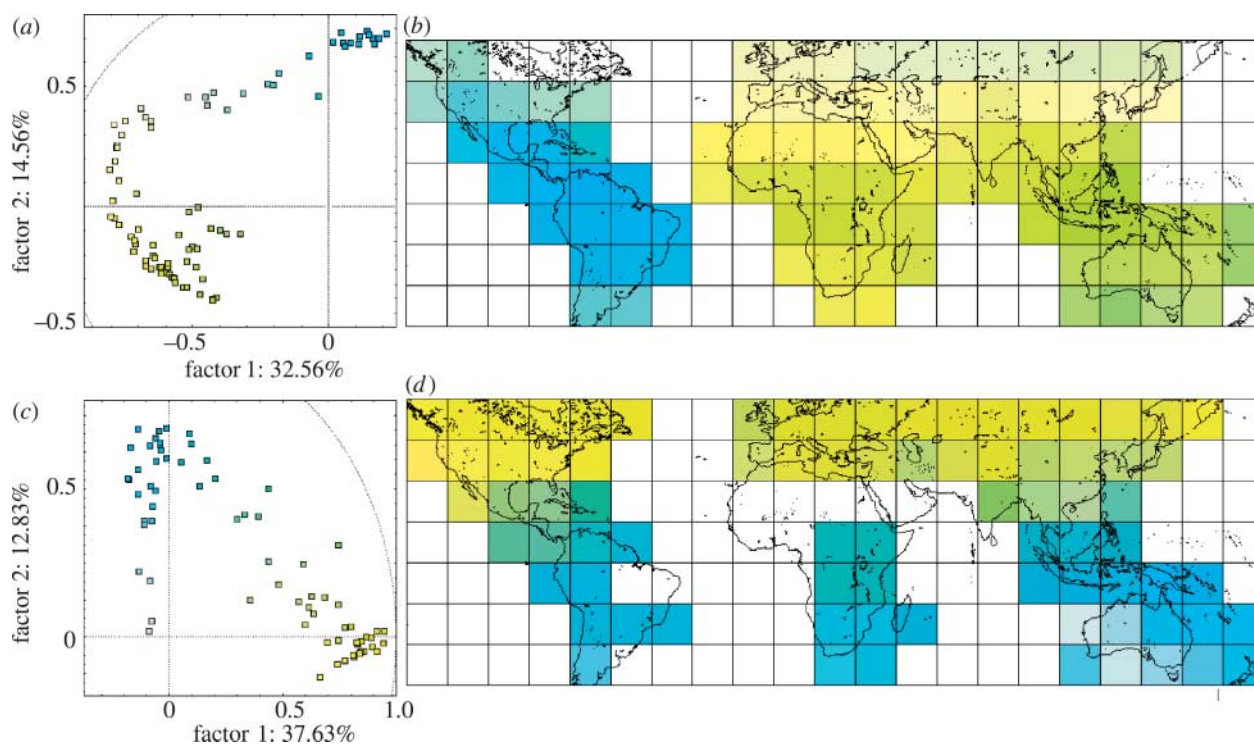 (a)
(b)
0.5
0
–0.5
factor 2: 14.56%
–0.5
0
factor 1: 32.56%
(c)
(d)
0.5
0
factor 2: 12.83%
0
0.5
1.0
factor 1: 37.63%